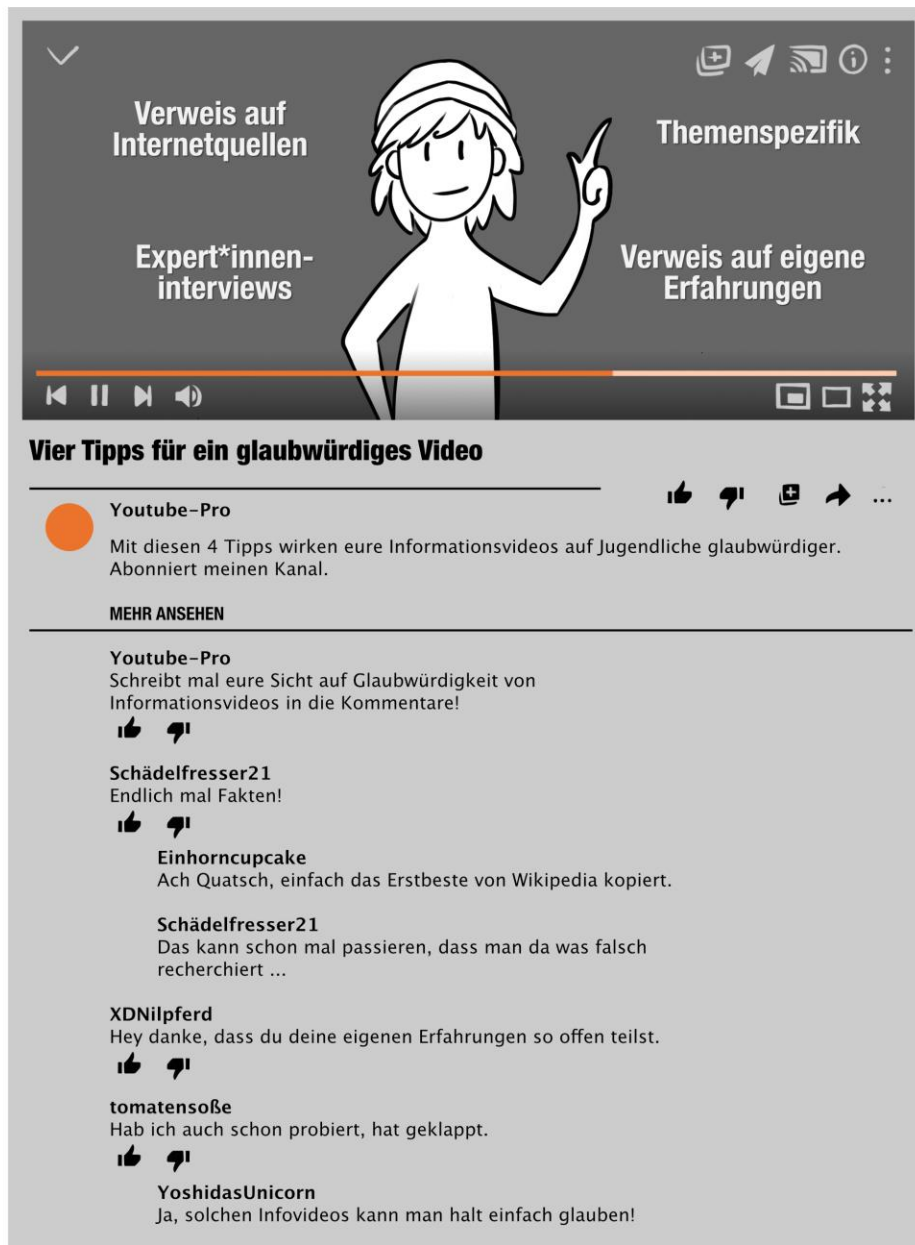 Verweis auf
Internetquellen
Themenspezifik
Expert*innen-
interviews
Verweis auf eigene
Erfahrungen
Vier Tipps für ein glaubwürdiges Video
Youtube-Pro
Mit diesen 4 Tipps wirken eure Informationsvideos auf Jugendliche glaubwürdiger.
Abonniert meinen Kanal.
MEHR ANSEHEN
Youtube-Pro
Schreibt mal eure Sicht auf Glaubwürdigkeit von
Informationsvideos in die Kommentare!
Schädelfresser21
Endlich mal Fakten!
Einhorncupcake
Ach Quatsch, einfach das Erstbeste von Wikipedia kopiert.
Schädelfresser21
Das kann schon mal passieren, dass man da was falsch
recherchiert ...
XDNilpferd
Hey danke, dass du deine eigenen Erfahrungen so offen teilst.
tomatensoße
Hab ich auch schon probiert, hat geklappt.
YoshidasUnicorn
Ja, solchen Infovideos kann man halt einfach glauben!